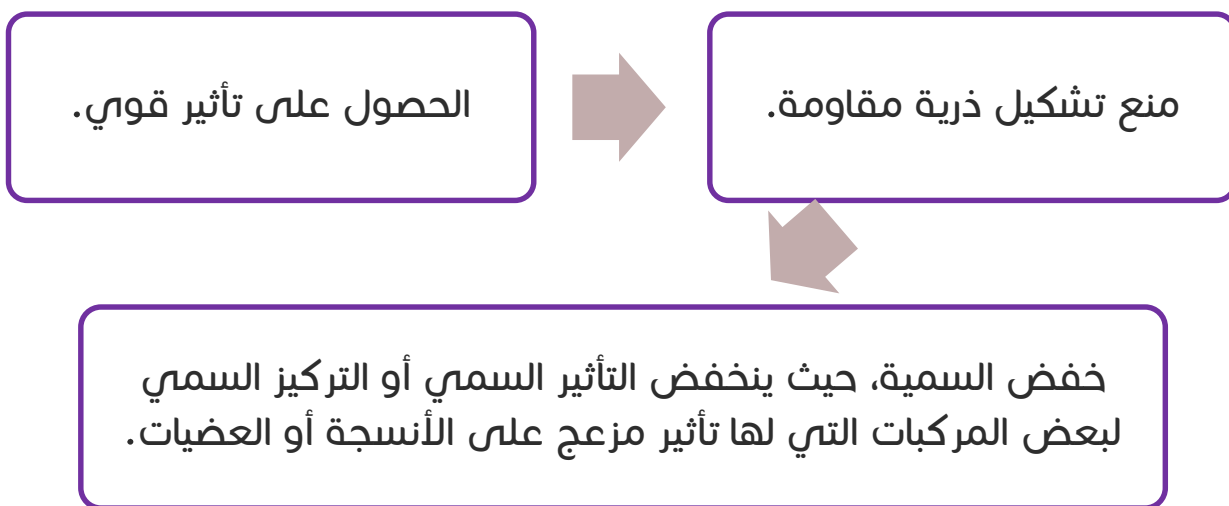 الحصول على تأثير قوي.
منع تشكيل ذرية مقاومة.
خفض السمية، حيث ينخفض التأثير السمي أو التركيز السمي
لبعض المركبات التي لها تأثير مزعج على الأنسجة أو العضيات.